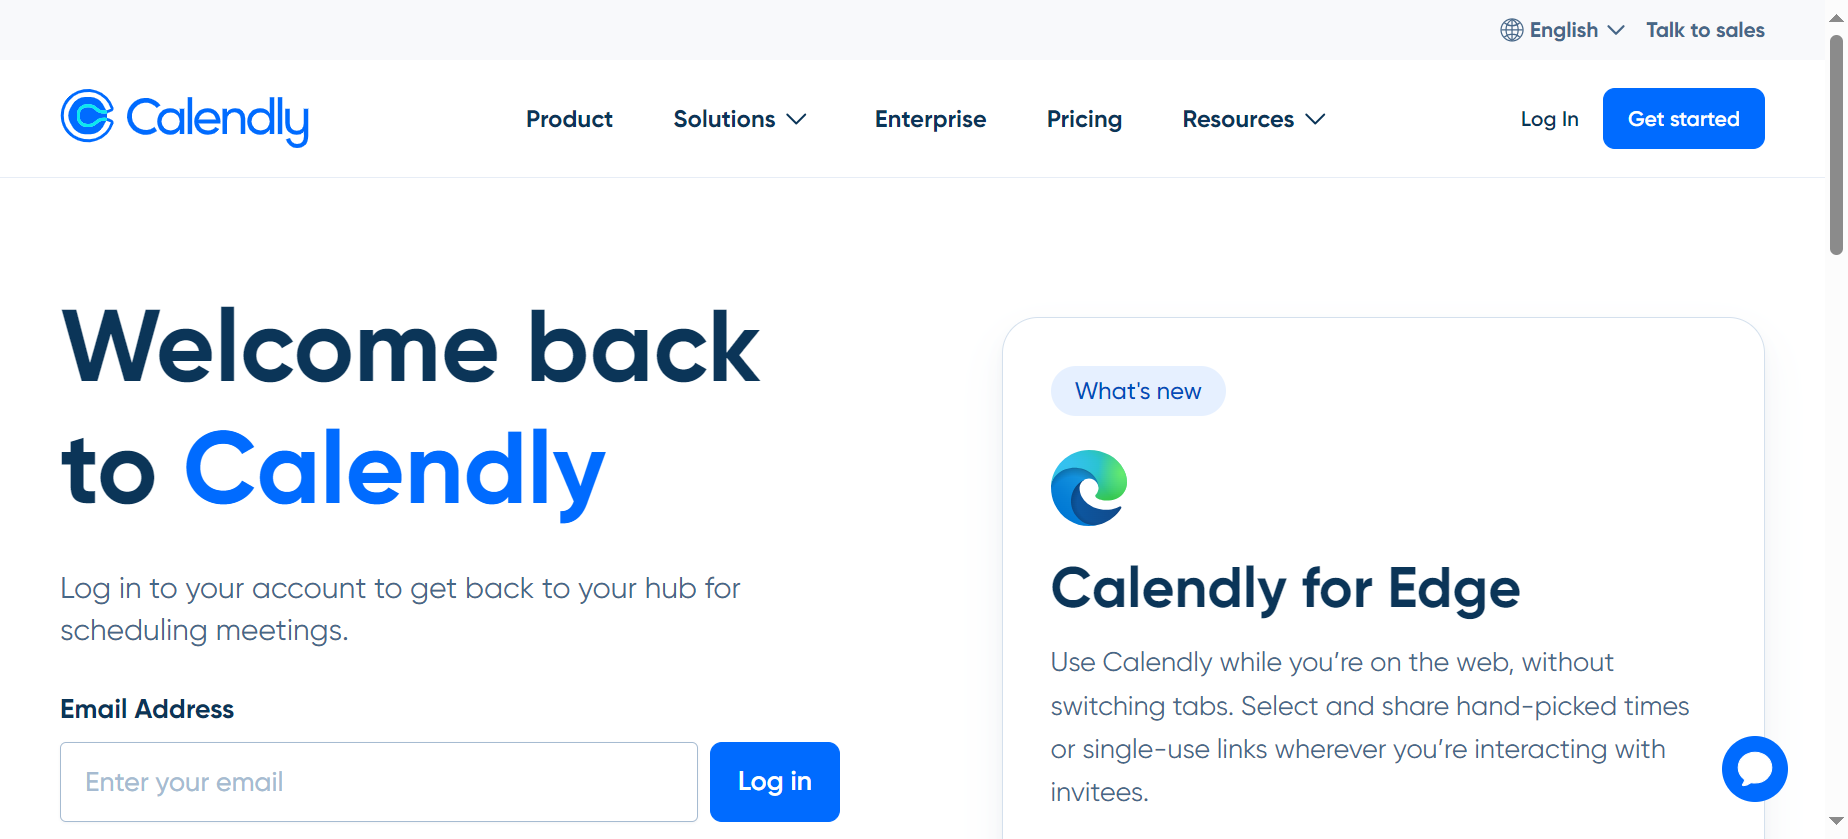 English
Talk to sales
Calendly
Product
Solutions
Enterprise
Pricing
Resources
Log In
Get started
Welcome back
to Calendly
Log in to your account to get back to your hub for
scheduling meetings.
Email Address
Enter your email
Log in
What's new
Calendly for Edge
Use Calendly while you’re on the web, without
switching tabs. Select and share hand-picked times
or single-use links wherever you’re interacting with
invitees.